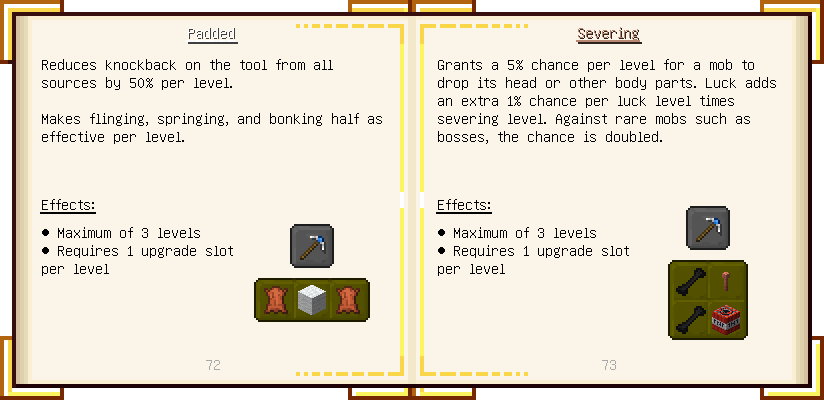 Padded
Reduces knockback on the tool from all
sources by 50% per level.
Makes flinging, springing, and bonking half as
effective per level.
Effects:
• Maximum of 3 levels
• Requires 1 upgrade slot
per level
72
Severing
Grants a 5% chance per level for a mob to
drop its head or other body parts. Luck adds
an extra 1% chance per luck level times
severing level. Against rare mobs such as
bosses, the chance is doubled.
Effects:
• Maximum of 3 levels
• Requires 1 upgrade slot
per level
73